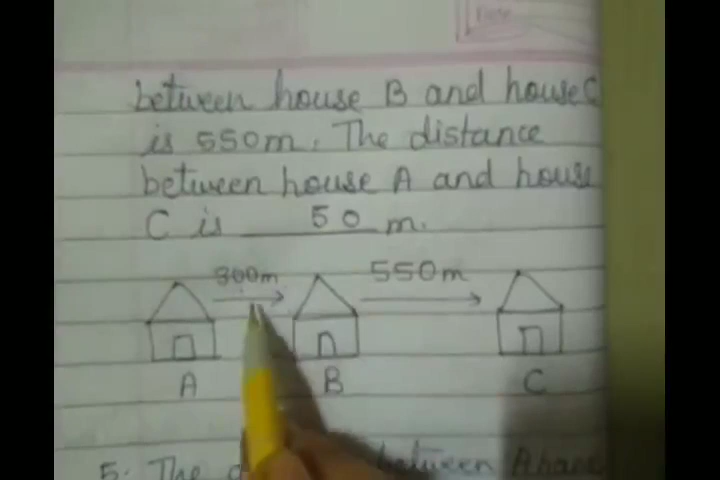 between house B and house C
is 550m. The distance
between house A and house
C is 50 m.
300m 550m
A B C
5. The between Ahana